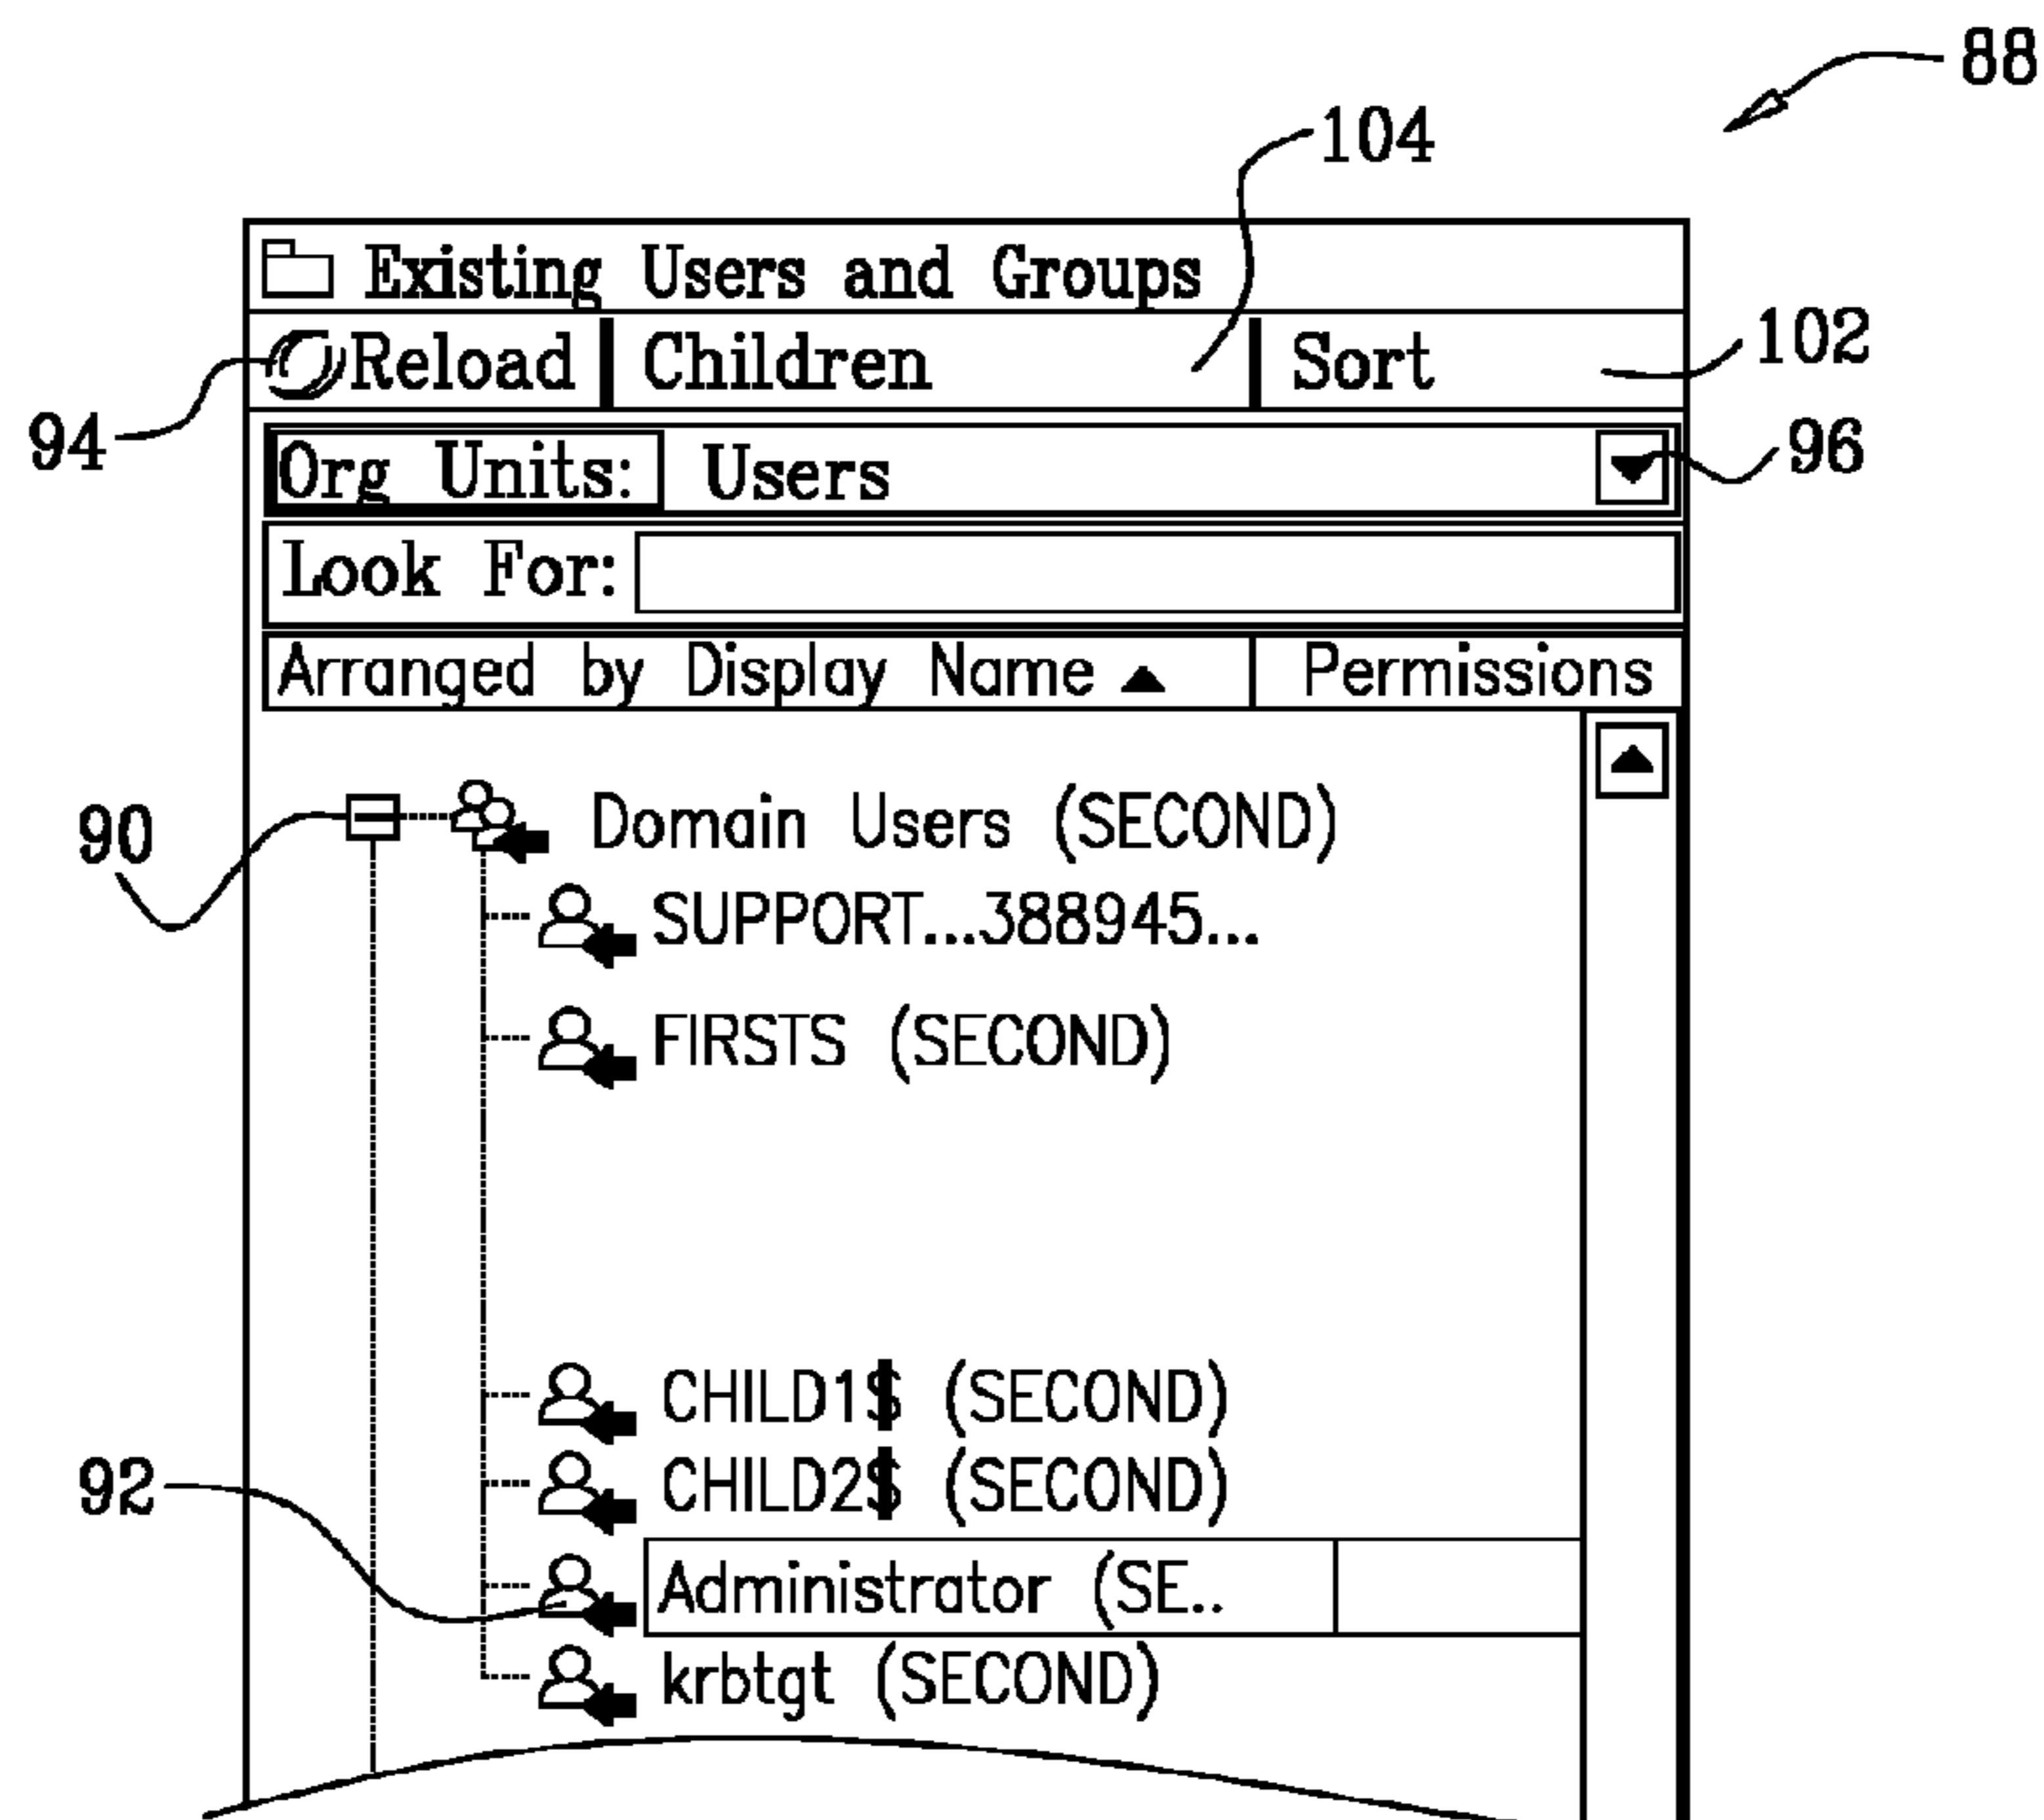 88
104
Existing Users and Groups
Reload Children Sort
102
94
Org Units: Users
96
Look For:
Arranged by Display Name Permissions
90
Domain Users (SECOND)
SUPPORT...388945...
FIRSTS (SECOND)
CHILD1$ (SECOND)
CHILD2$ (SECOND)
92
Administrator (SE..
krbtgt (SECOND)